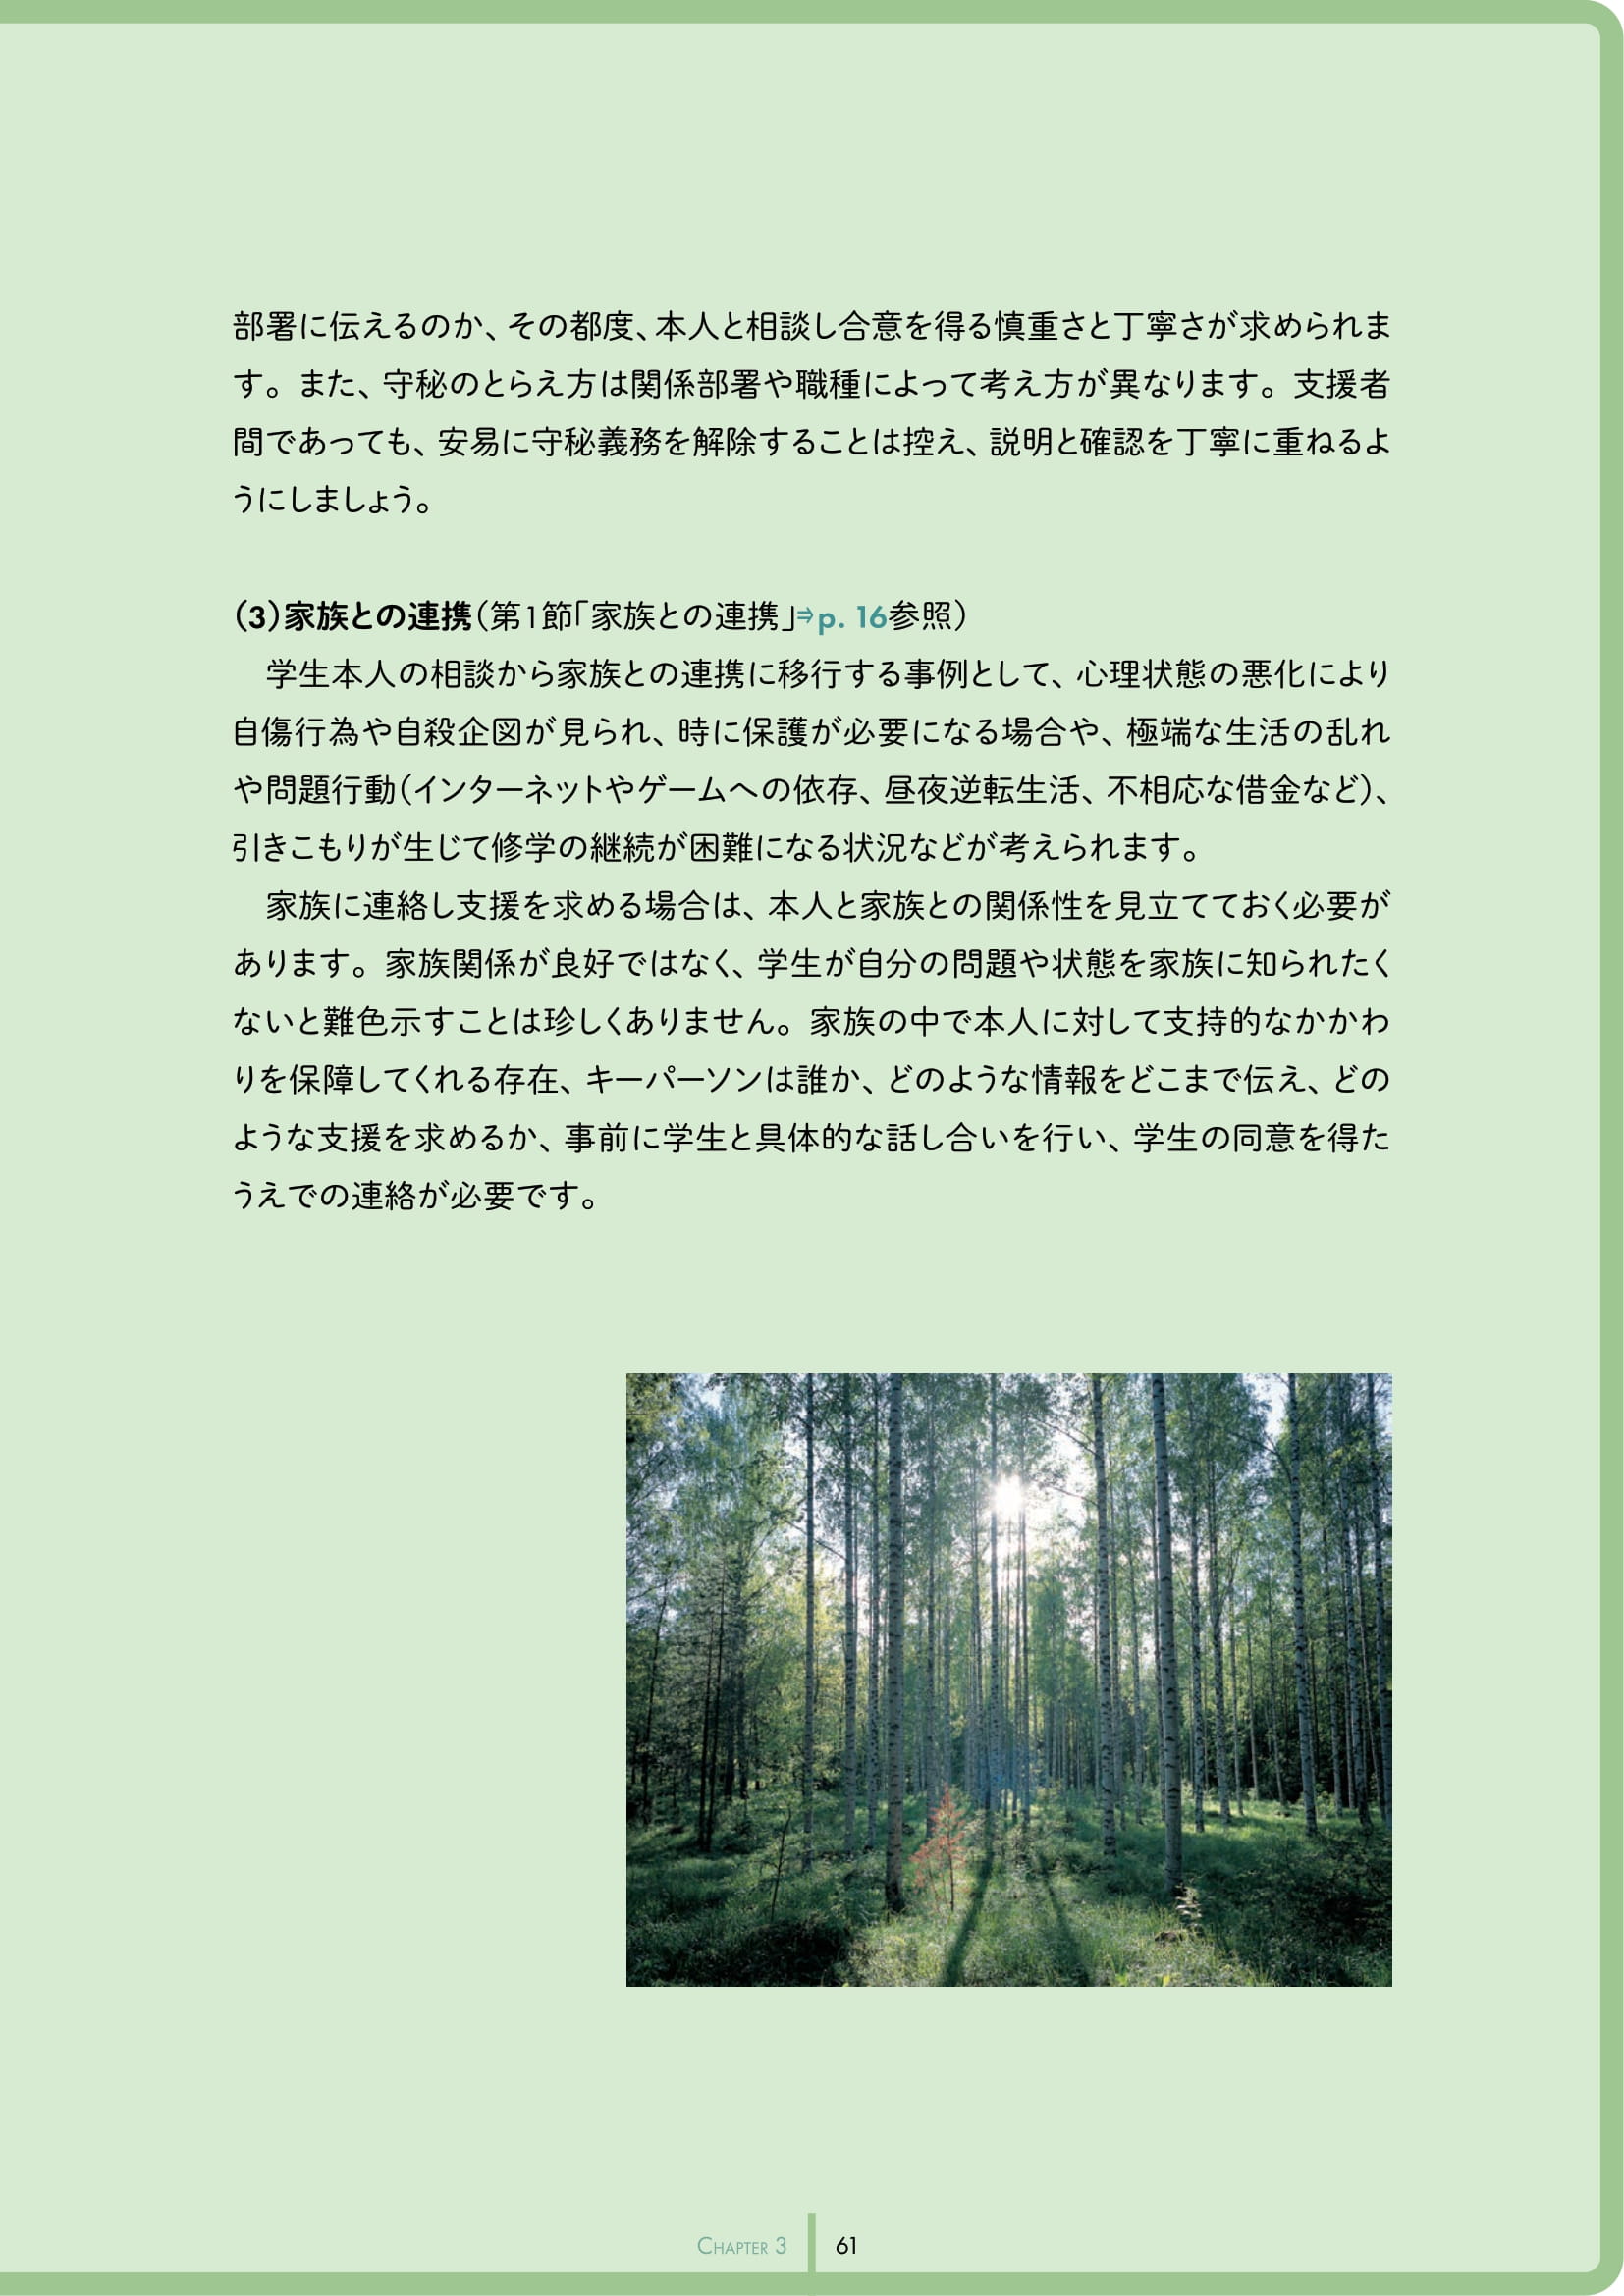 部署に伝えるのか、その都度、本人と相談し合意を得る慎重さと丁寧さが求められま
す。また、守秘のとらえ方は関係部署や職種によって考え方が異なります。支援者
間であっても、安易に守秘義務を解除することは控え、説明と確認を丁寧に重ねるよ
うにしましょう。
（3）家族との連携（第1節「家族との連携」⇒p. 16参照）
学生本人の相談から家族との連携に移行する事例として、心理状態の悪化により
自傷行為や自殺企図が見られ、時に保護が必要になる場合や、極端な生活の乱れ
や問題行動（インターネットやゲームへの依存、昼夜逆転生活、不相応な借金など）、
引きこもりが生じて修学の継続が困難になる状況などが考えられます。
家族に連絡し支援を求める場合は、本人と家族との関係性を見立てておく必要が
あります。家族関係が良好ではなく、学生が自分の問題や状態を家族に知られたく
ないと難色示すことは珍しくありません。家族の中で本人に対して支持的なかかわ
りを保障してくれる存在、キーパーソンは誰か、どのような情報をどこまで伝え、どの
ような支援を求めるか、事前に学生と具体的な話し合いを行い、学生の同意を得た
うえでの連絡が必要です。
CHAPTER 3 61